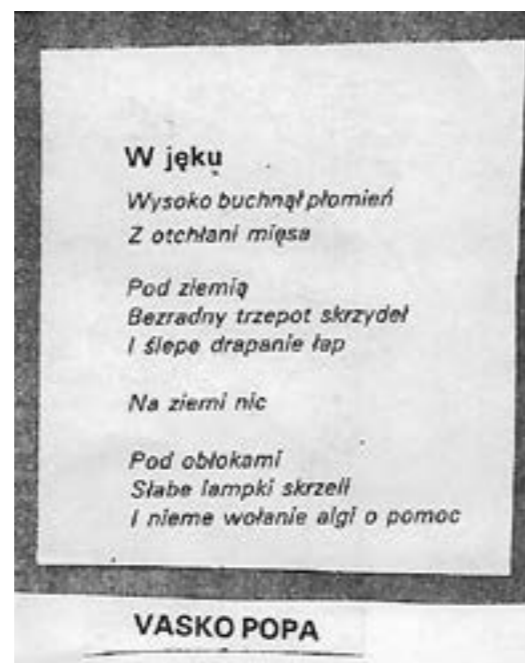 W jęku
Wysoko buchnął płomień
Z otchłani mięsa
Pod ziemią
Bezradny trzepot skrzydeł
I ślepe drapanie łap
Na ziemi nic
Pod obłokami
Słabe lampki skrzeli
I nieme wołanie algi o pomoc
VASKO POPA